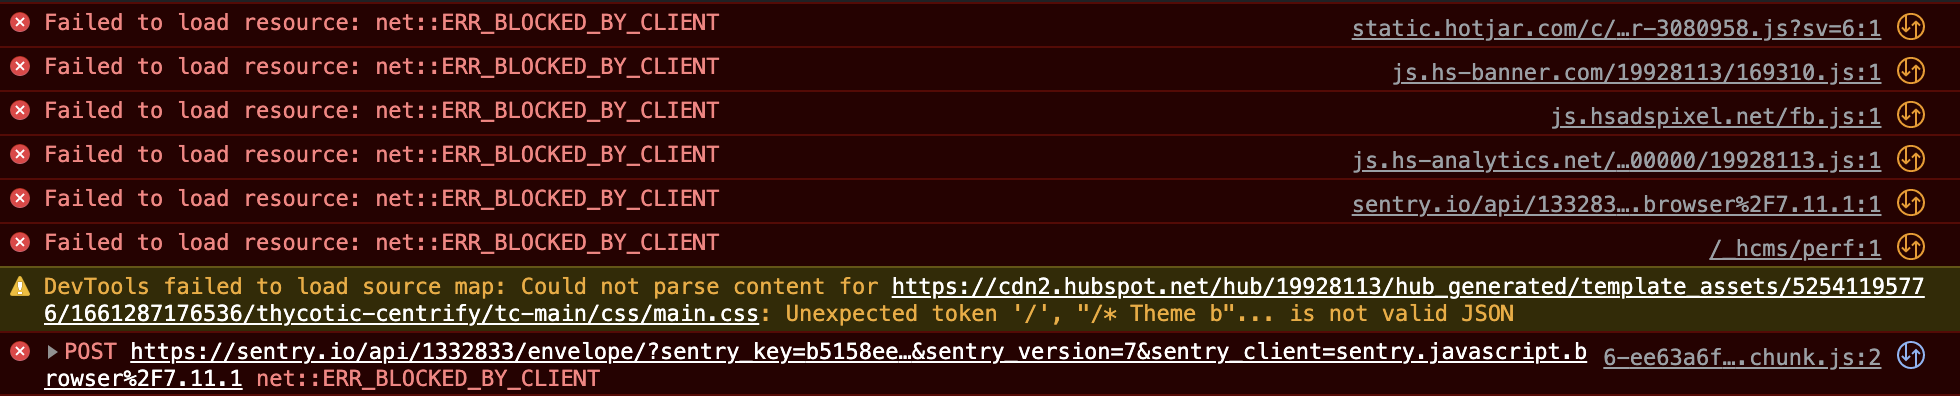 Failed to load resource: net::ERR_BLOCKED_BY_CLIENT static.hotjar.com/c/…r-3080958.js?sv=6:1
Failed to load resource: net::ERR_BLOCKED_BY_CLIENT js.hs-banner.com/19928113/169310.js:1
Failed to load resource: net::ERR_BLOCKED_BY_CLIENT js.hsadspixel.net/fb.js:1
Failed to load resource: net::ERR_BLOCKED_BY_CLIENT js.hs-analytics.net/…00000/19928113.js:1
Failed to load resource: net::ERR_BLOCKED_BY_CLIENT sentry.io/api/133283….browser%2F7.11.1:1
Failed to load resource: net::ERR_BLOCKED_BY_CLIENT /_hcms/perf:1
DevTools failed to load source map: Could not parse content for https://cdn2.hubspot.net/hub/19928113/hub_generated/template_assets/5254119577
6/1661287176536/thycotic-centrify/tc-main/css/main.css: Unexpected token '/', "/* Theme b"... is not valid JSON
POST https://sentry.io/api/1332833/envelope/?sentry_key=b5158ee…&sentry_version=7&sentry_client=sentry.javascript.b 6-ee63a6f….chunk.js:2
rowser%2F7.11.1 net::ERR_BLOCKED_BY_CLIENT